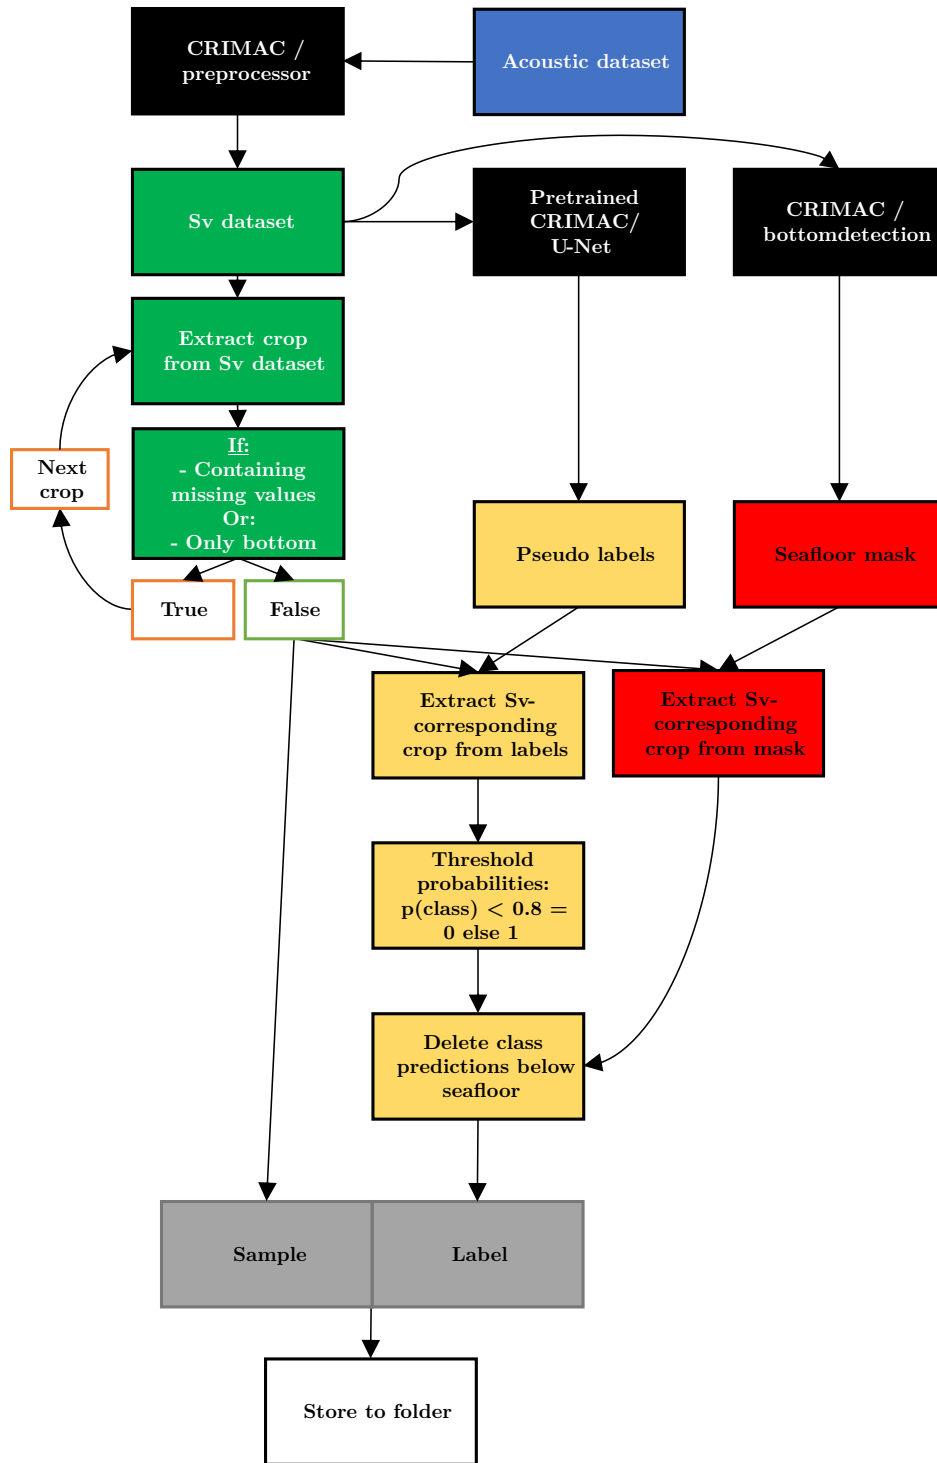 CRIMAC /
preprocessor
Acoustic dataset
Sv dataset
Pretrained
CRIMAC/
U-Net
CRIMAC /
bottomdetection
Extract crop
from Sv dataset
If:
- Containing
missing values
Or:
- Only bottom
Next
crop
True
False
Pseudo labels
Seafloor mask
Extract Sv-
corresponding
crop from labels
Extract Sv-
corresponding
crop from mask
Threshold
probabilities:
p(class) < 0.8 =
0 else 1
Delete class
predictions below
seafloor
Sample
Label
Store to folder